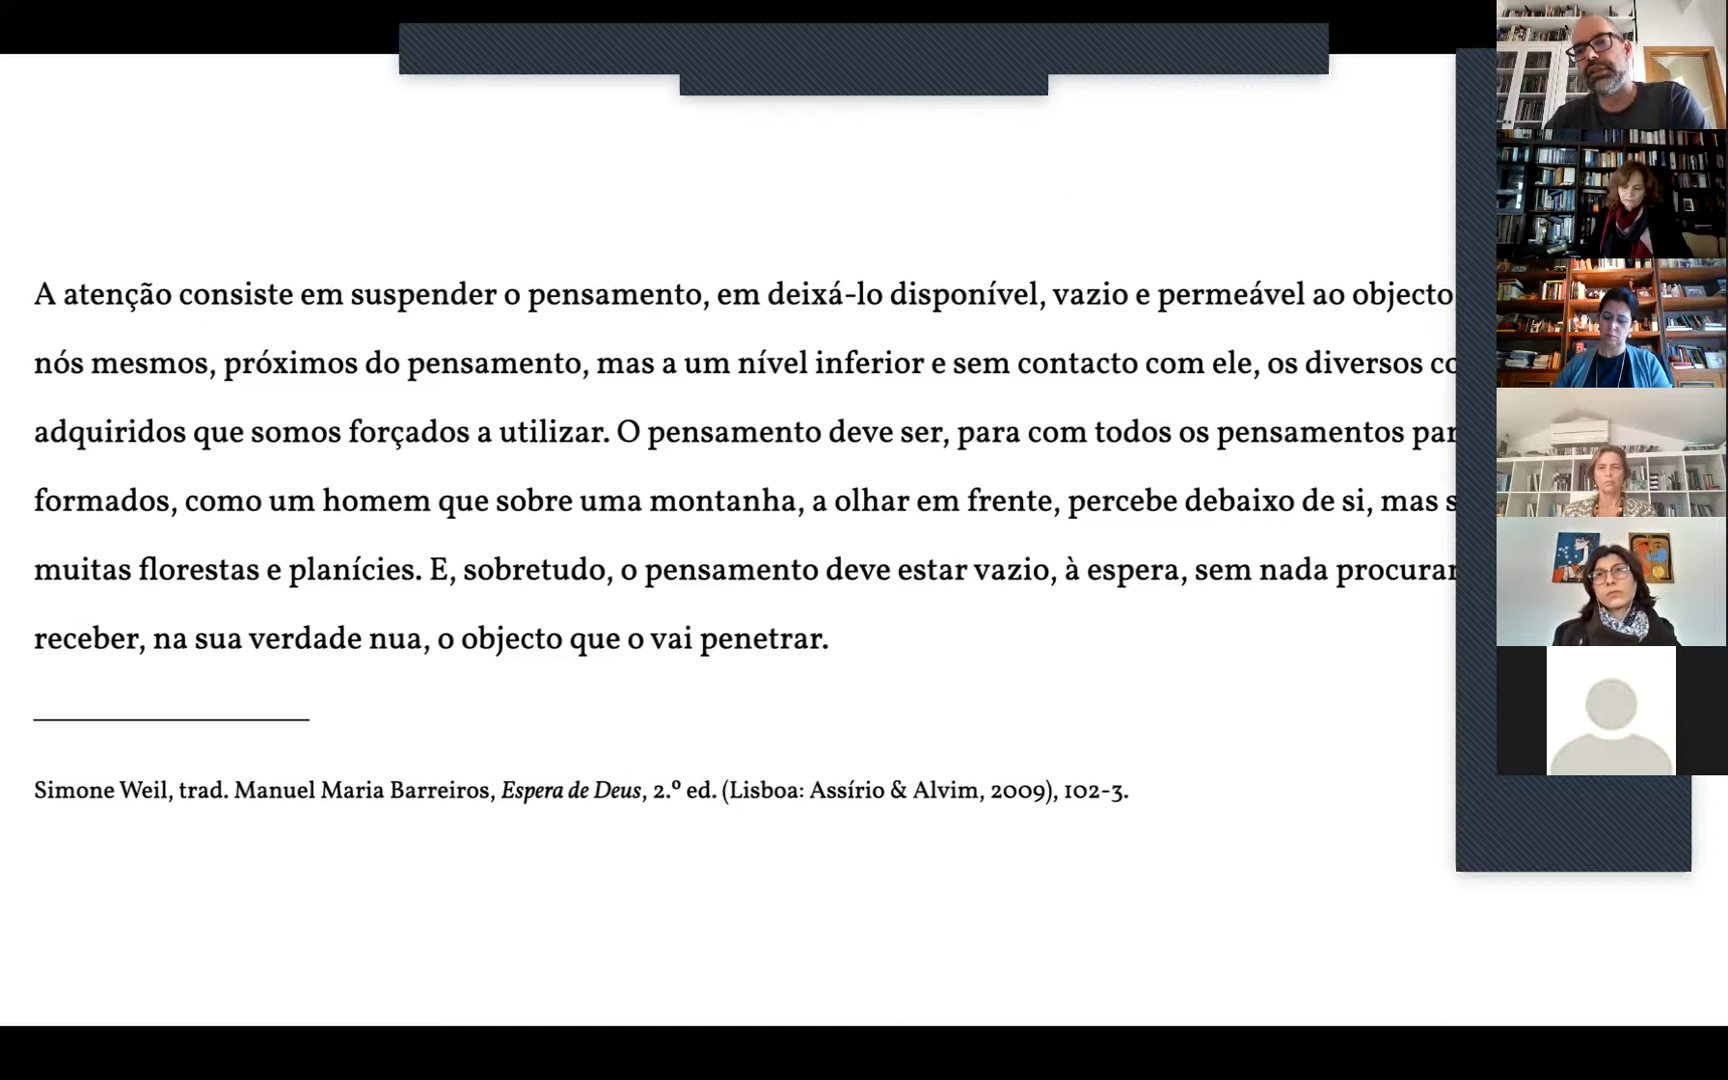 A atenção consiste em suspender o pensamento, em deixá-lo disponível, vazio e permeável ao objecto
nós mesmos, próximos do pensamento, mas a um nível inferior e sem contacto com ele, os diversos
adquiridos que somos forçados a utilizar. O pensamento deve ser, para com todos os pensamentos
formados, como um homem que sobre uma montanha, a olhar em frente, percebe debaixo de si, mas
muitas florestas e planícies. E, sobretudo, o pensamento deve estar vazio, à espera, sem nada procurar
receber, na sua verdade nua, o objecto que o vai penetrar.
Simone Weil, trad. Manuel Maria Barreiros, Espera de Deus, 2.º ed. (Lisboa: Assírio & Alvim, 2009), 102-3.